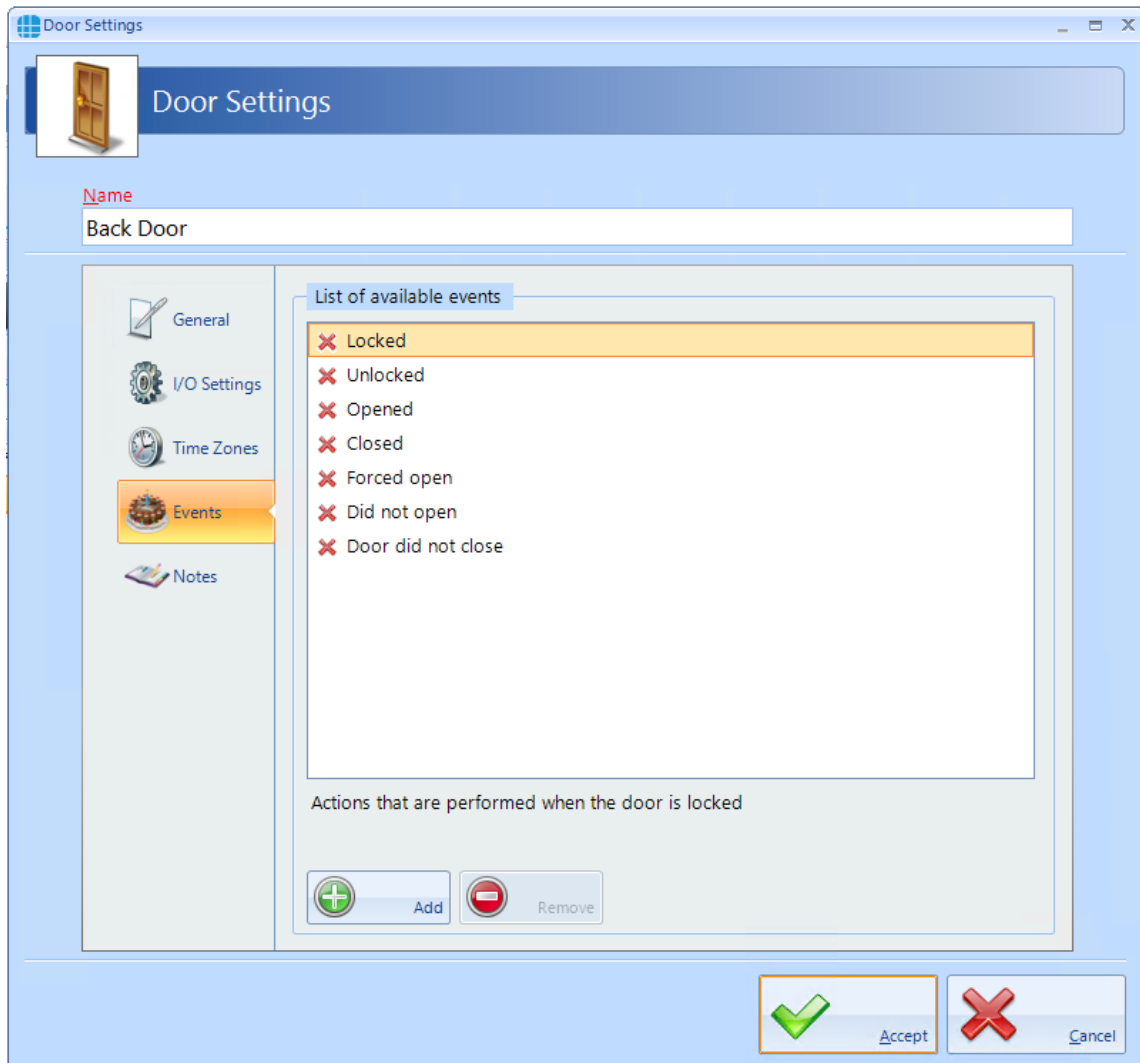 Door Settings
Door Settings
Name
Back Door
General
I/O Settings
Time Zones
Events
Notes
List of available events
Locked
Unlocked
Opened
Closed
Forced open
Did not open
Door did not close
Actions that are performed when the door is locked
Add
Remove
Accept
Cancel